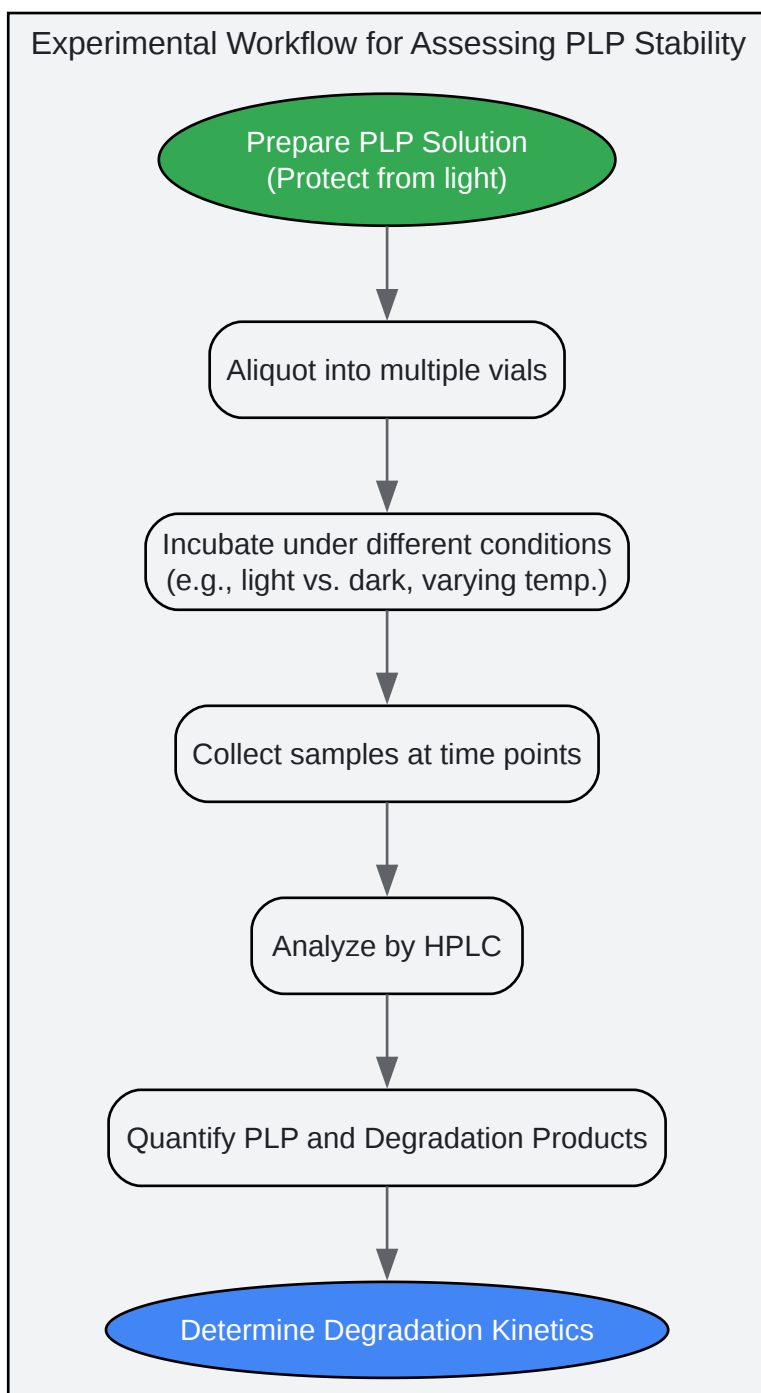 Experimental Workflow for Assessing PLP Stability
Prepare PLP Solution
(Protect from light)
Aliquot into multiple vials
Incubate under different conditions
(e.g., light vs. dark, varying temp.)
Collect samples at time points
Analyze by HPLC
Quantify PLP and Degradation Products
Determine Degradation Kinetics